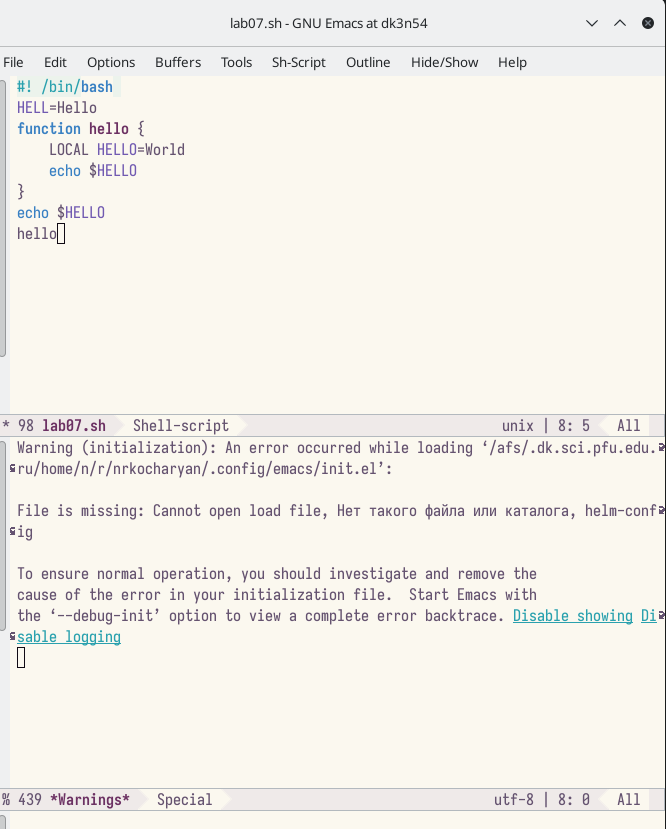 lab07.sh - GNU Emacs at dk3n54
File Edit Options Buffers Tools Sh-Script Outline Hide/Show Help
#! /bin/bash
HELL=Hello
function hello {
    LOCAL HELLO=World
    echo $HELLO
}
echo $HELLO
hello
* 98 lab07.sh Shell-script unix | 8: 5 All
Warning (initialization): An error occurred while loading ‘/afs/.dk.sci.pfu.edu.
ru/home/n/r/nrkocharyan/.config/emacs/init.el’:
File is missing: Cannot open load file, Нет такого файла или каталога, helm-conf
ig
To ensure normal operation, you should investigate and remove the
cause of the error in your initialization file.  Start Emacs with
the ‘--debug-init’ option to view a complete error backtrace. Disable showing Di
sable logging
% 439 *Warnings* Special utf-8 | 8: 0 All